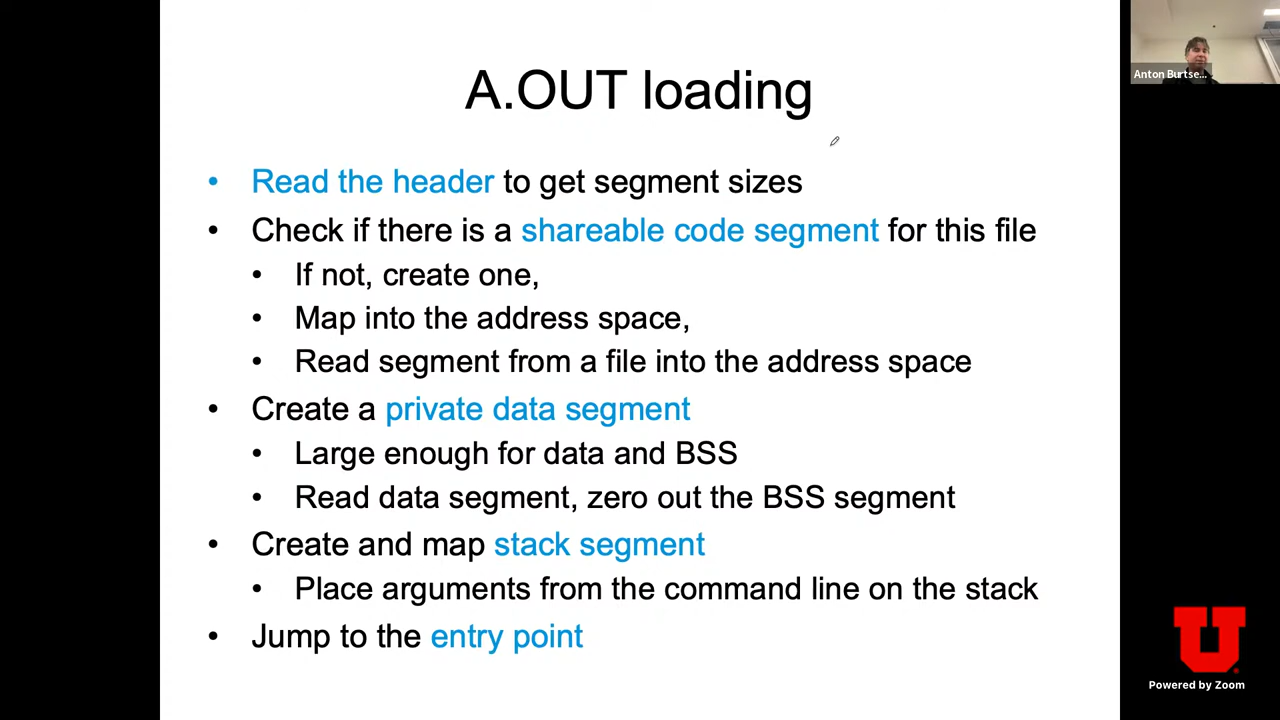 A.OUT loading
Anton Burtse...
• Read the header to get segment sizes
• Check if there is a shareable code segment for this file
• If not, create one,
• Map into the address space,
• Read segment from a file into the address space
• Create a private data segment
• Large enough for data and BSS
• Read data segment, zero out the BSS segment
• Create and map stack segment
• Place arguments from the command line on the stack
• Jump to the entry point
U
Powered by Zoom